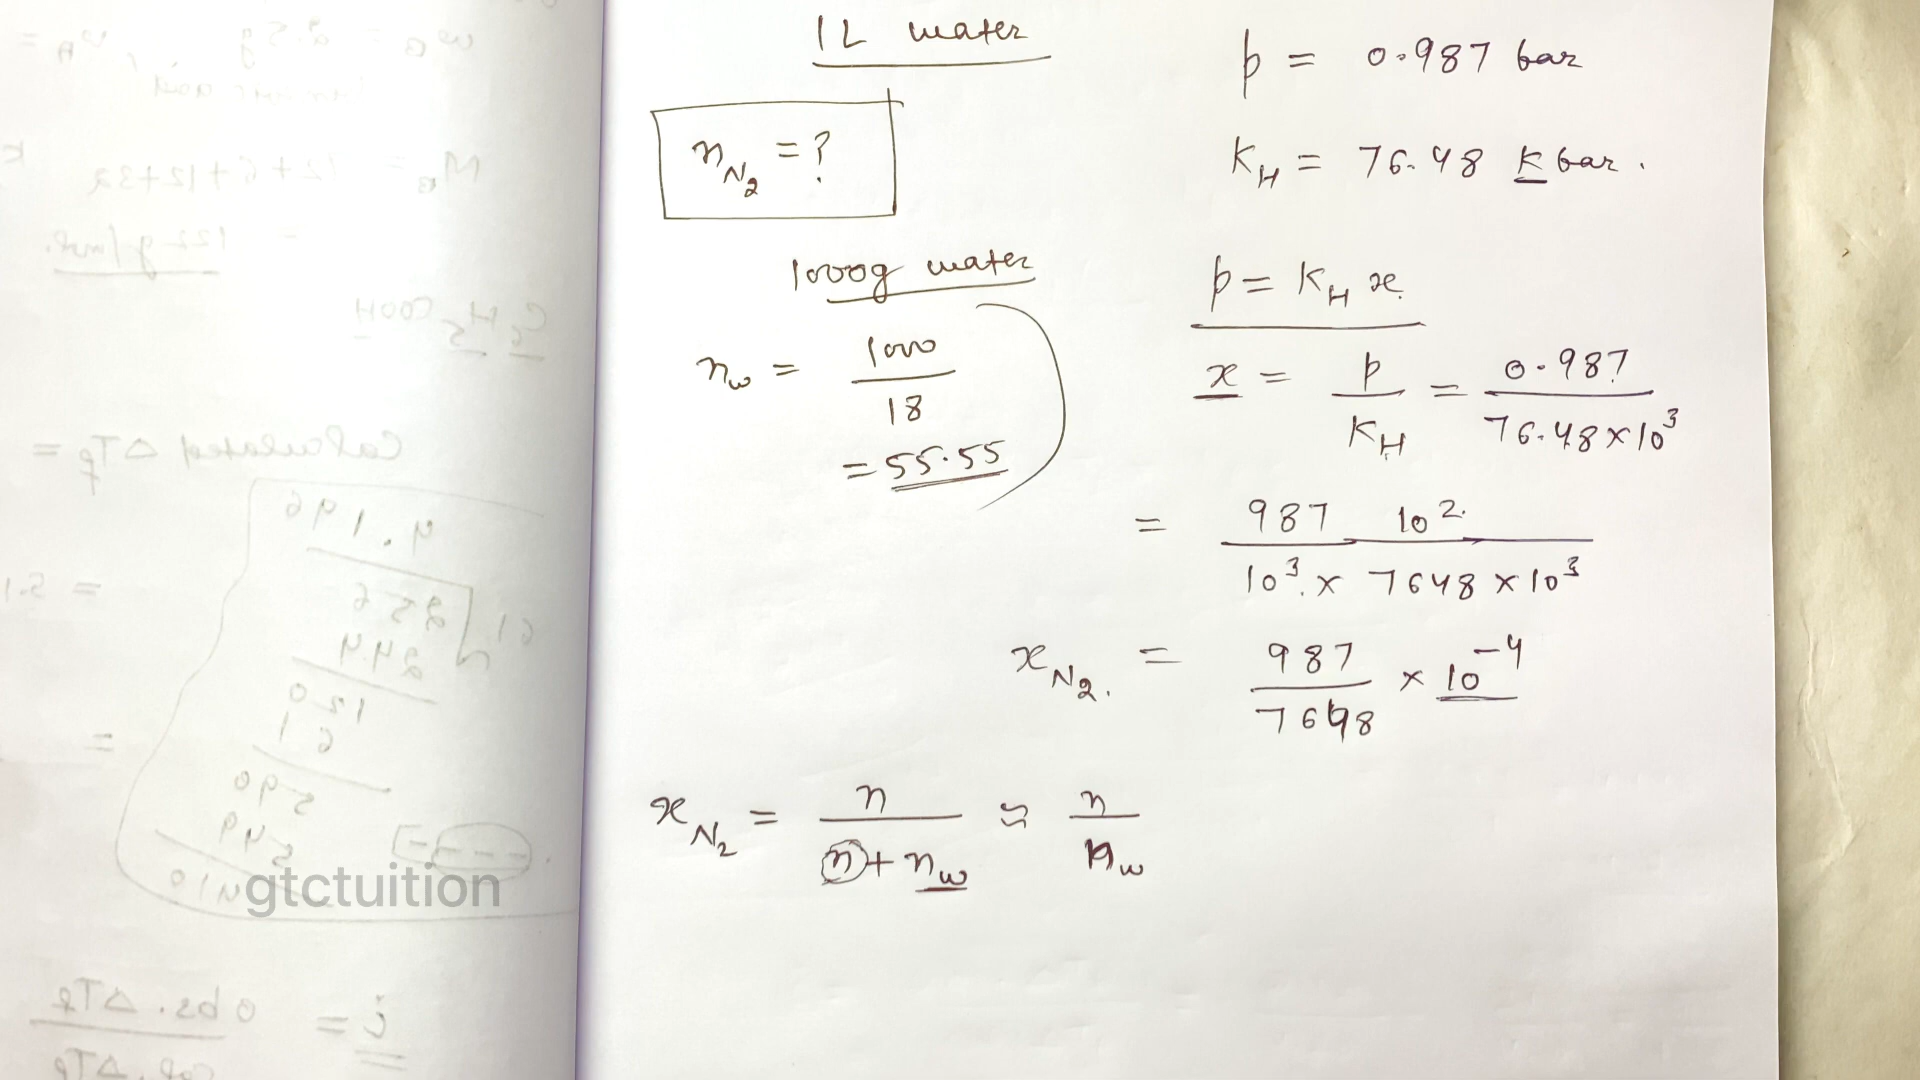 1L water
p = 0.987 bar
n_N₂ = ?
K_H = 76.48 K bar.
1000g water
p = K_H x
n_w = 1000 / 18
= 55.55
x = p / K_H = 0.987 / 76.48 × 10³
= 987 10² / 10³ × 7648 × 10³
x_N₂ = 987 / 7648 × 10⁻⁴
x_N₂ = n / n + n_w ≈ n / n_w
gtctuition